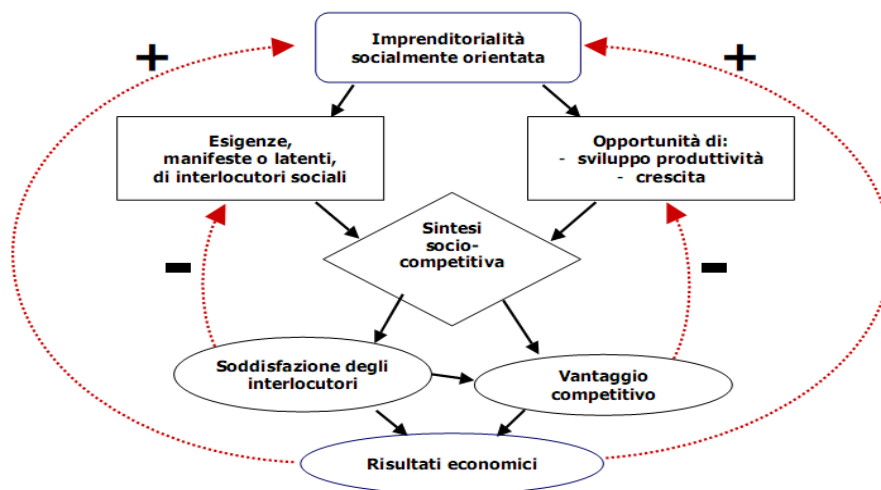 +
+
Imprenditorialità
socialmente orientata
Esigenze,
manifeste o latenti,
di interlocutori sociali
Opportunità di:
- sviluppo produttività
- crescita
Sintesi
socio-
competitiva
-
-
Soddisfazione degli
interlocutori
Vantaggio
competitivo
Risultati economici